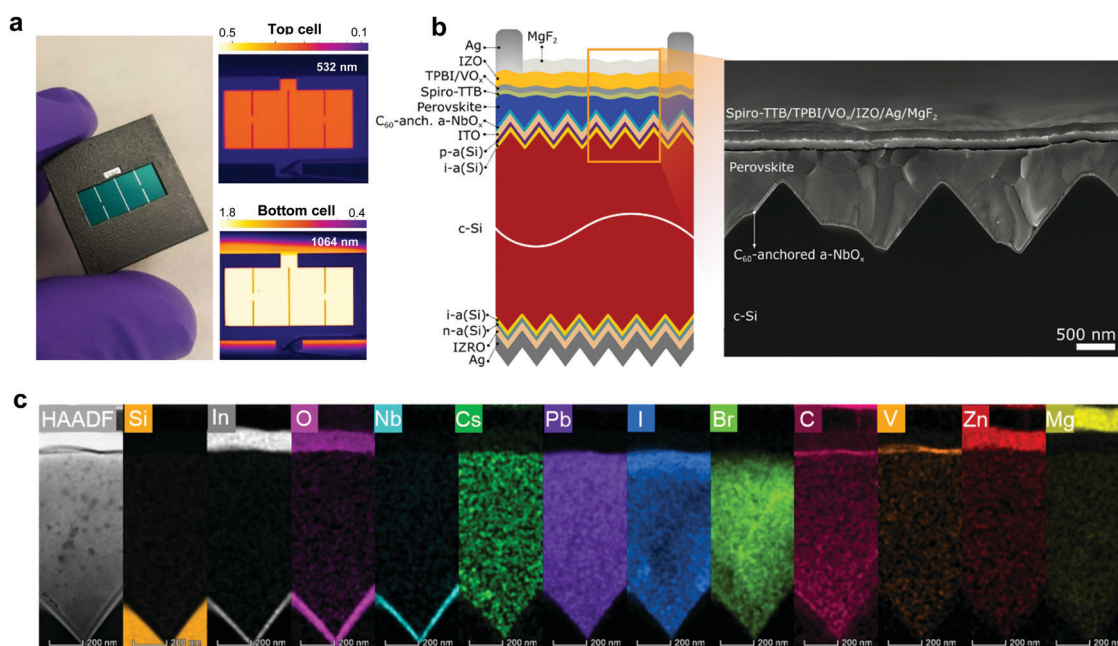 a
Top cell
0.5
0.1
532 nm
Bottom cell
1.8
0.4
1064 nm
b
Ag
MgF₂
IZO
TPBI/VOₓ
Spiro-TTB
Perovskite
C₆₀-anch. a-NbOₓ
ITO
p-a(Si)
i-a(Si)
c-Si
i-a(Si)
n-a(Si)
IZRO
Ag
Spiro-TTB/TPBI/VOₓ/IZO/Ag/MgF₂
Perovskite
C₆₀-anchored a-NbOₓ
c-Si
500 nm
c
HAADF Si In O Nb Cs Pb I Br C V Zn Mg
200 nm 200 nm 200 nm 200 nm 200 nm 200 nm 200 nm 200 nm 200 nm 200 nm 200 nm 200 nm 200 nm